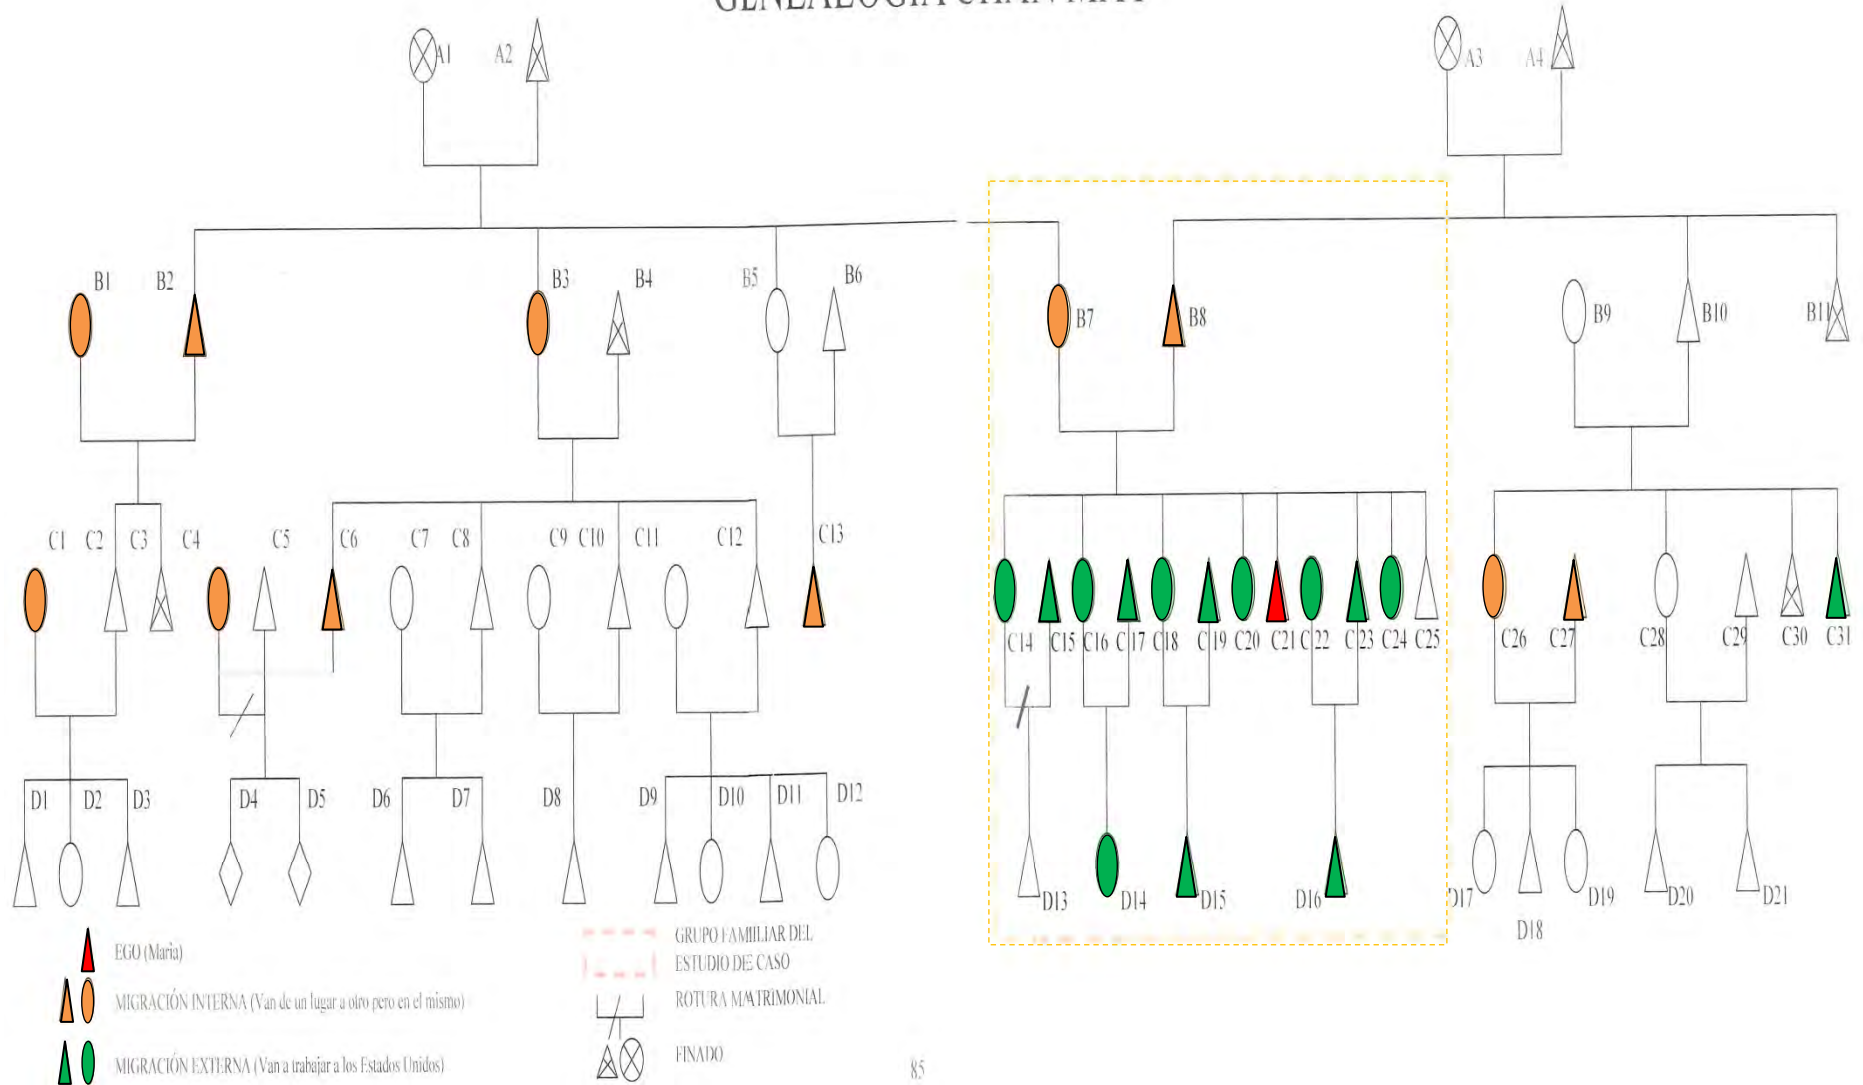 A1 A2 A3 A4
B1 B2 B3 B4 B5 B6 B7 B8 B9 B10 B11
C1 C2 C3 C4 C5 C6 C7 C8 C9 C10 C11 C12 C13
C14 C15 C16 C17 C18 C19 C20 C21 C22 C23 C24 C25 C26 C27 C28 C29 C30 C31
D1 D2 D3 D4 D5 D6 D7 D8 D9 D10 D11 D12
D13 D14 D15 D16 D17 D18 D19 D20 D21
EGO (Maria)
MIGRACIÓN INTERNA (Van de un lugar a otro pero en el mismo)
MIGRACIÓN EXTERNA (Van a trabajar a los Estados Unidos)
GRUPO FAMIILIAR DEL
ESTUDIO DE CASO
ROTURA MATRIMONIAL
FINADO
85